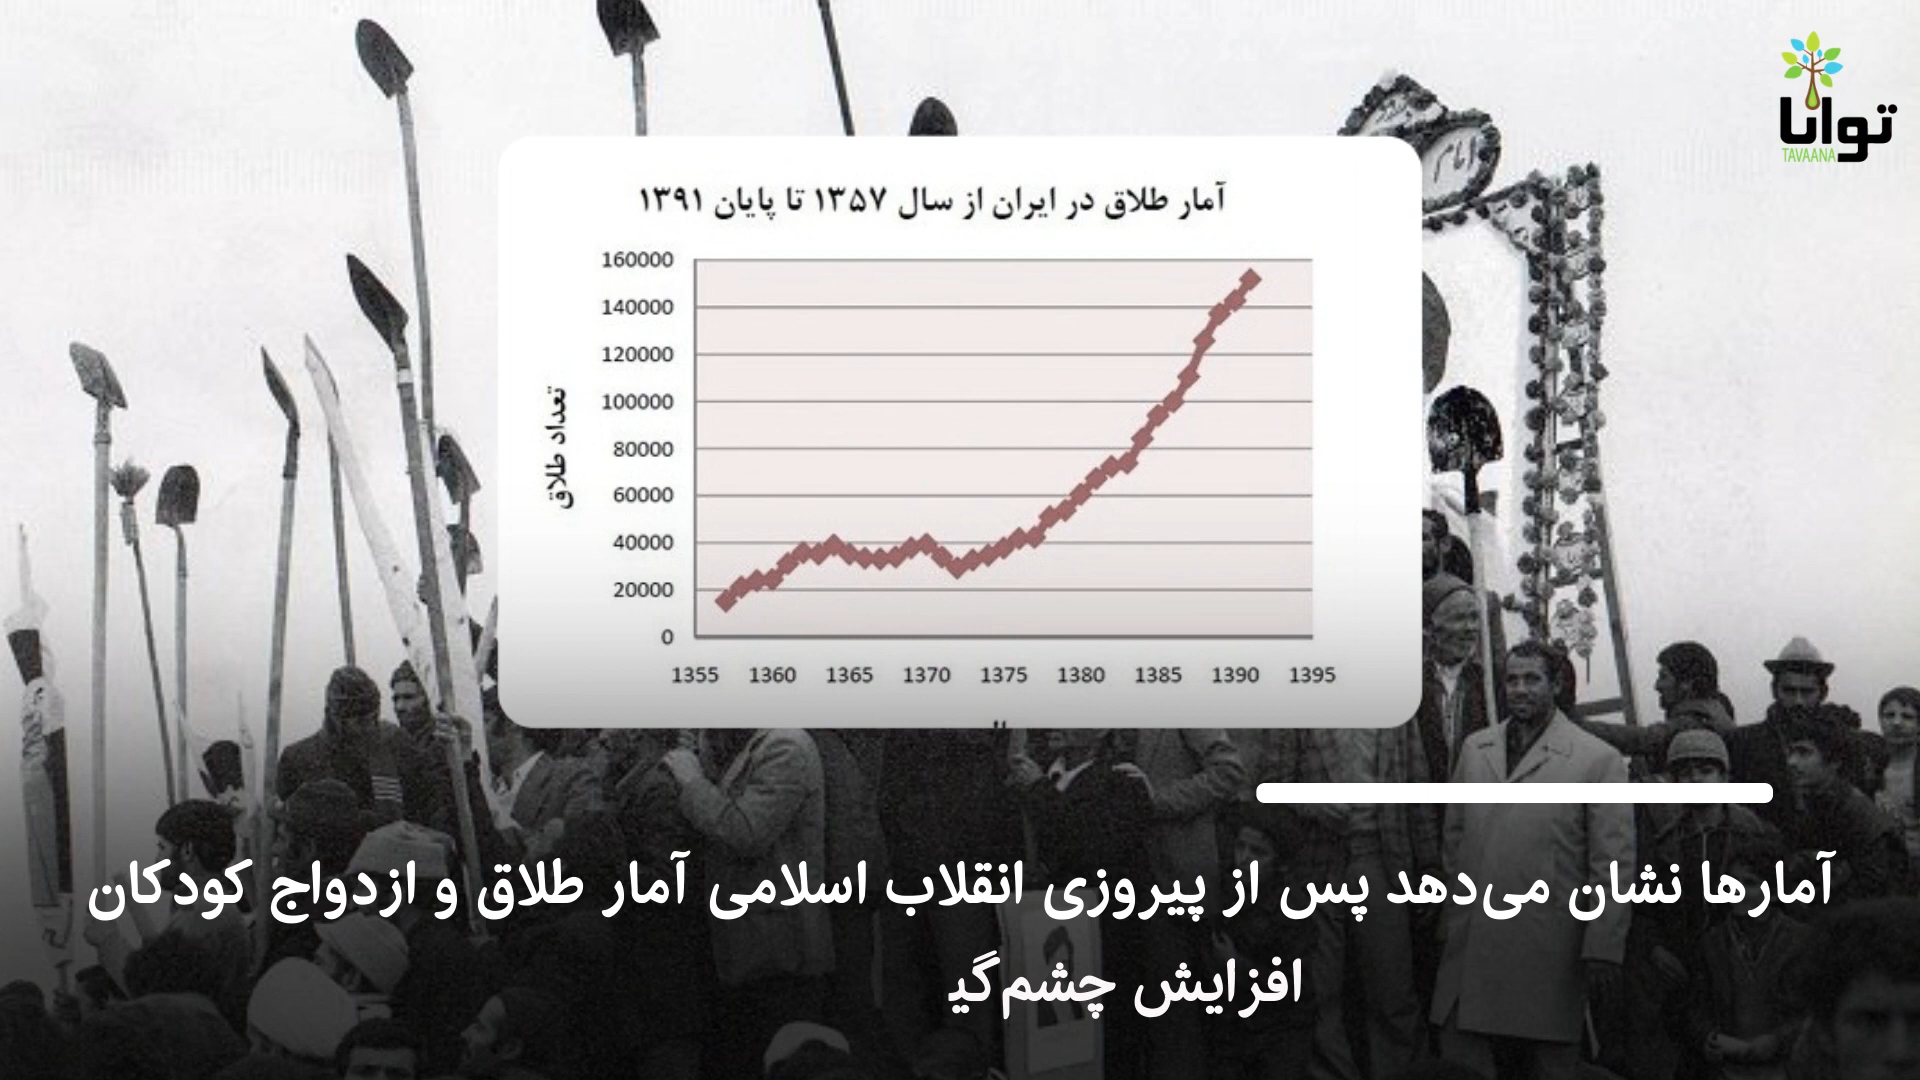 توانا
TAVAANA
امام
آمار طلاق در ایران از سال ۱۳۵۷ تا پایان ۱۳۹۱
تعداد طلاق
160000
140000
120000
100000
80000
60000
40000
20000
0
1355 1360 1365 1370 1375 1380 1385 1390 1395
آمارها نشان می‌دهد پس از پیروزی انقلاب اسلامی آمار طلاق و ازدواج کودکان
افزایش چشم‌گی